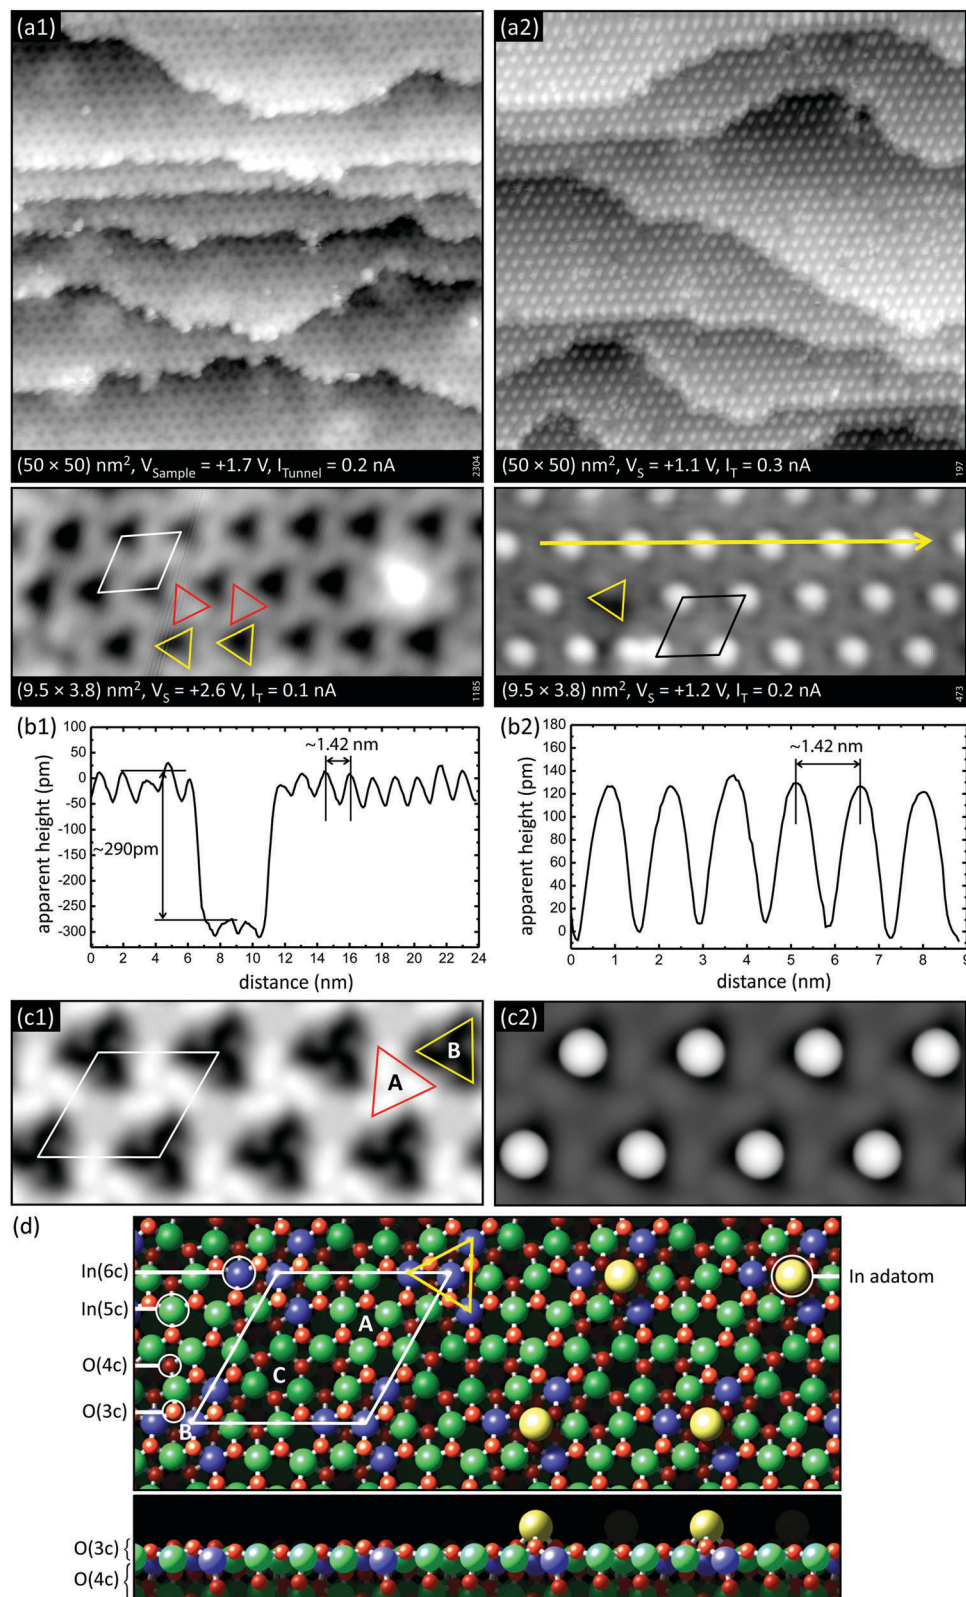 (a1)
(a2)
(50 × 50) nm², V_Sample = +1.7 V, I_Tunnel = 0.2 nA
2304
(50 × 50) nm², V_S = +1.1 V, I_T = 0.3 nA
197
(9.5 × 3.8) nm², V_S = +2.6 V, I_T = 0.1 nA
1185
(9.5 × 3.8) nm², V_S = +1.2 V, I_T = 0.2 nA
473
(b1)
apparent height (pm)
100
50
0
-50
-100
-150
-200
-250
-300
~1.42 nm
~290pm
0 2 4 6 8 10 12 14 16 18 20 22 24
distance (nm)
(b2)
apparent height (pm)
180
160
140
120
100
80
60
40
20
0
~1.42 nm
0 1 2 3 4 5 6 7 8 9
distance (nm)
(c1)
B
A
(c2)
(d)
In(6c)
In adatom
In(5c)
A
O(4c)
C
O(3c)
B
O(3c) {
O(4c) {